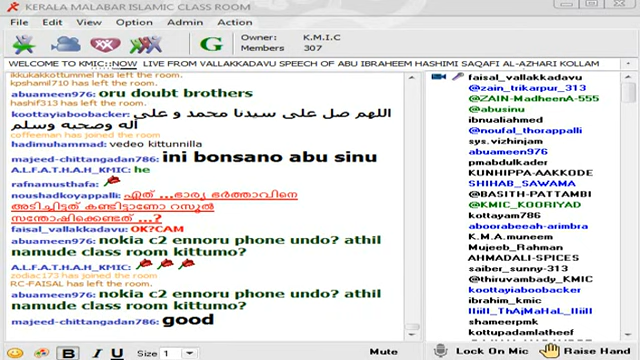 KERALA MALABAR ISLAMIC CLASS ROOM
File Edit View Option Admin Action
G Owner: K.M.I.C
Members 307
WELCOME TO KMIC::NOW LIVE FROM VALLAKKADAVU SPEECH OF ABU IBRAHEEM HASHIMI SAQAFI AL-AZHARI KOLLAM
ikkukakkottummel has left the room.
kpshamil710 has left the room.
abuameen976: oru doubt brothers
hashif313 has left the room.
koottayiaboobacker: اللهم صل على سيدنا محمد و على
آله وصحبه وسلم
coffeeman has joined the room
hadimuhammad: vedeo kittunnilla
majeed-chittangadan786: ini bonsano abu sinu
A.L.F.A.T.H.A.H_KMIC: he
rafnamusthafa:
noushadkoyappalli: ഏത് ...ഭാര്യ ഭർത്താവിനെ
അടിച്ചിട്ടത് കണ്ടിട്ടാണോ റസൂൽ
സന്തോഷിക്കെണ്ടത് ...?
faisal_vallakkadavu: OK?CAM
abuameen976: nokia c2 ennoru phone undo? athil
namude class room kittumo?
A.L.F.A.T.H.A.H_KMIC:
zodiac173 has joined the room.
RC-FAISAL has left the room.
abuameen976: nokia c2 ennoru phone undo? athil
namude class room kittumo?
majeed-chittangadan786: good
faisal_vallakkadavu
@zain_trikarpur_313
@ZAIN-MadheenA-555
@abusinu
ibnualiahmed
@noufal_thorappalli
sys.vizhinjam
abuameen976
pmabdulkader
KUNHIPPA-AAKKODE
SHIHAB_SAWAMA
@BASITH-PATTAMBI
@KMIC_KOORIYAD
kottayam786
aboorabeeah-arimbra
K.M.A.muneem
Mujeeb_Rahman
AHMADALI-SPICES
saiber_sunny-313
@thiruvambady_KMIC
koottayiaboobacker
ibrahim_kmic
lliill_ThAjMaHaL_lliill
shameerpmk
kottupadamlatheef
B I U Size 1 Mute Lock On Mic Raise Hand